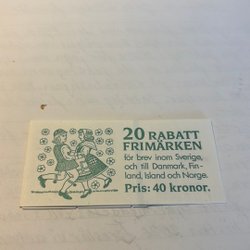 20 RABATT
FRIMÄRKEN
för brev inom Sverige,
och till Danmark, Fin-
land, Island och Norge.
Pris: 40 kronor.